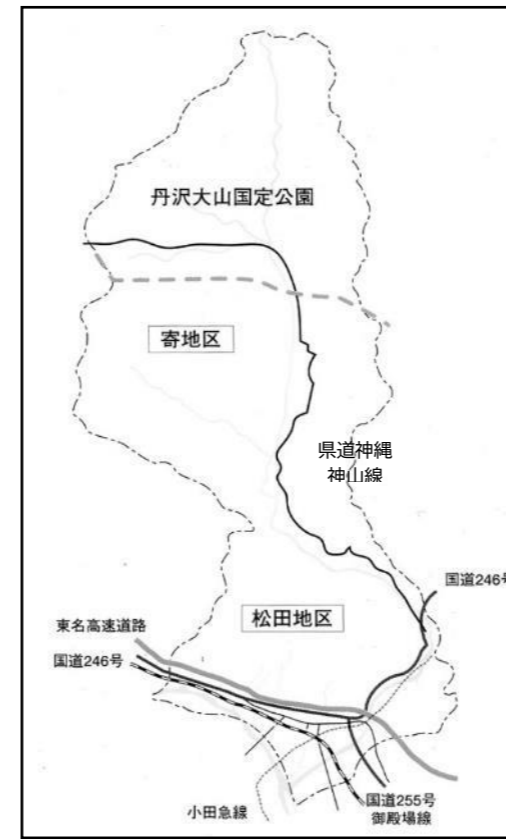 丹沢大山国定公園
寄地区
県道神縄
神山線
国道246号
松田地区
東名高速道路
国道246号
国道255号
御殿場線
小田急線